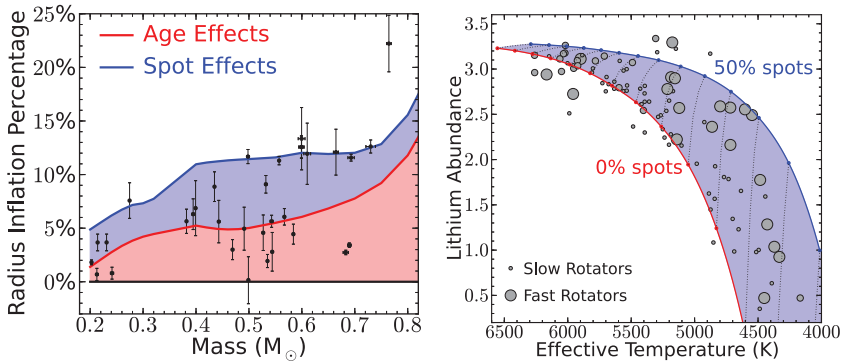 Radius Inflation Percentage
25%
20%
15%
10%
5%
0%
Age Effects
Spot Effects
0.2 0.3 0.4 0.5 0.6 0.7 0.8
Mass (M☉)
Lithium Abundance
3.5
3.0
2.5
2.0
1.5
1.0
0.5
50% spots
0% spots
Slow Rotators
Fast Rotators
6500 6000 5500 5000 4500 4000
Effective Temperature (K)